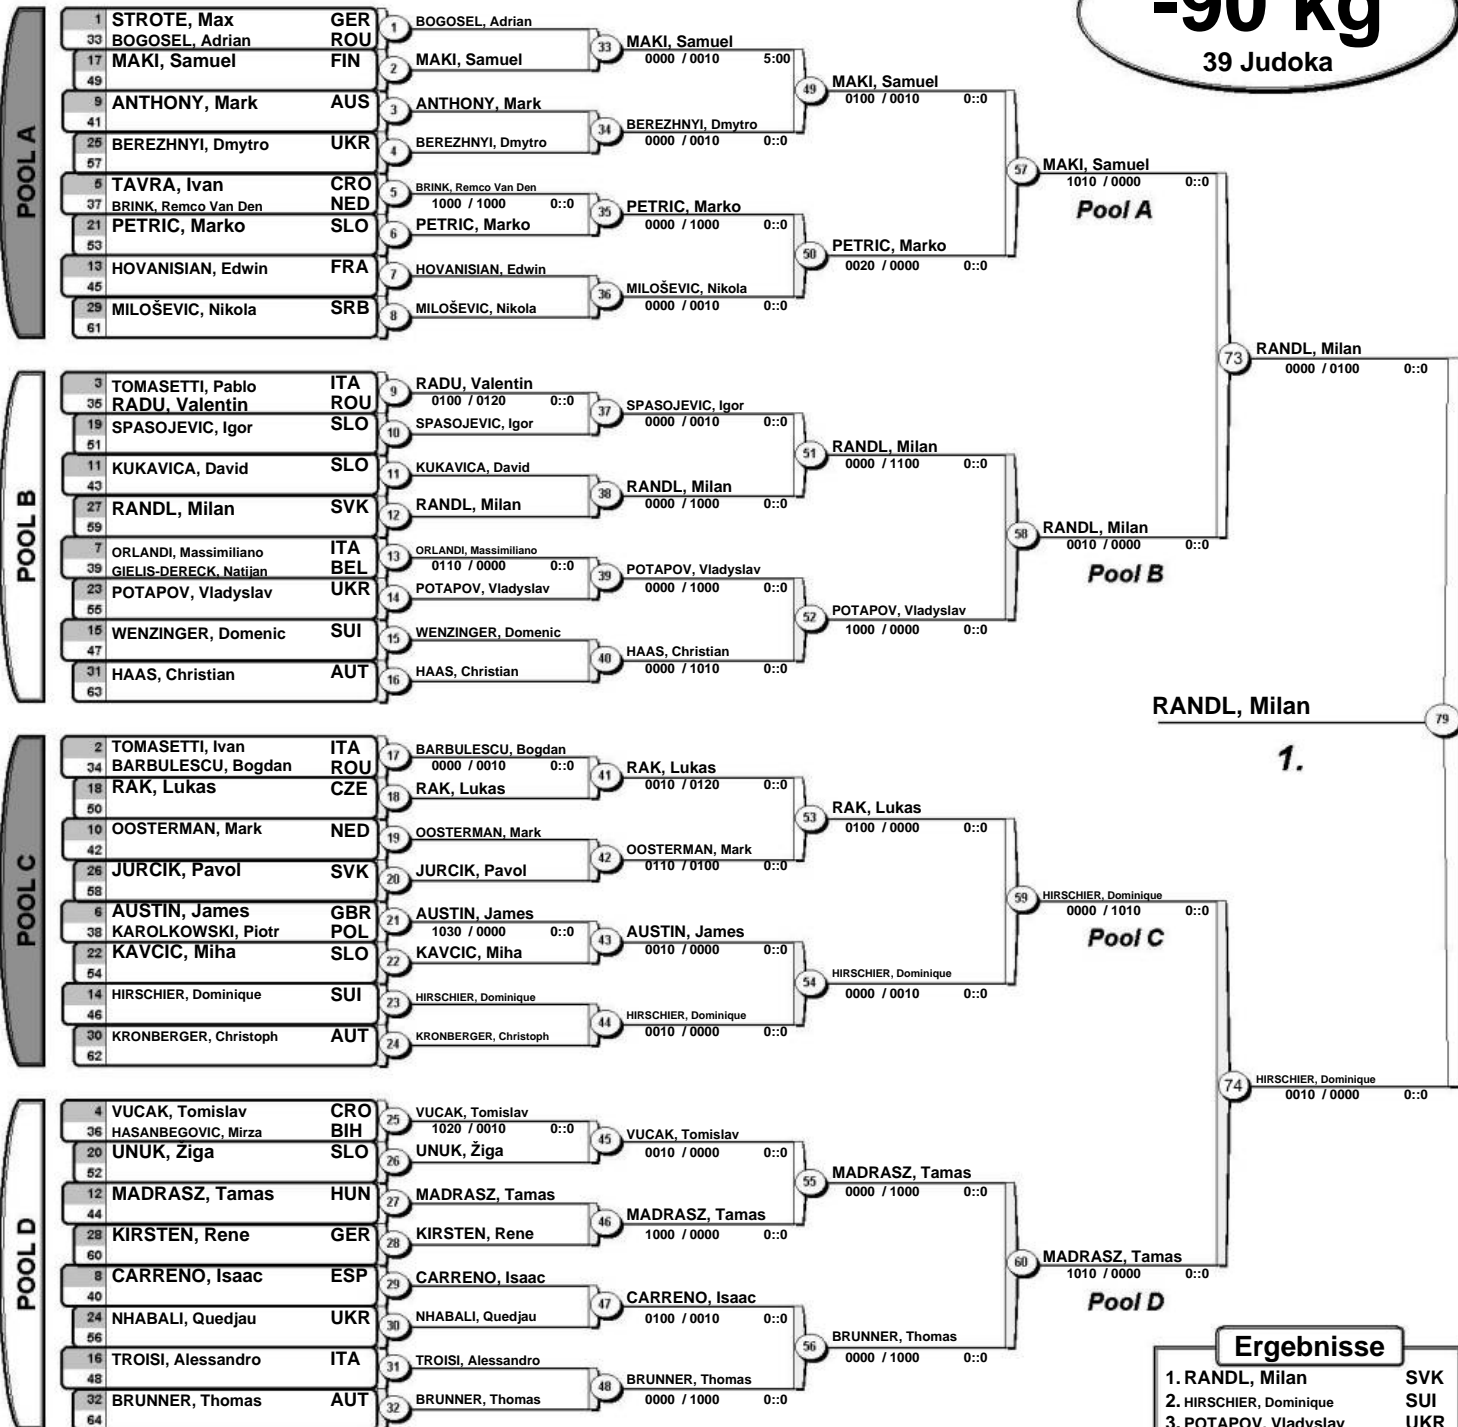 -90 kg
39 Judoka
POOL A
1 STROTE, Max GER
33 BOGOSEL, Adrian ROU
17 MAKI, Samuel FIN
49
9 ANTHONY, Mark AUS
41
25 BEREZHNYI, Dmytro UKR
57
5 TAVRA, Ivan CRO
37 BRINK, Remco Van Den NED
21 PETRIC, Marko SLO
53
13 HOVANISIAN, Edwin FRA
45
29 MILOŠEVIC, Nikola SRB
61
1 BOGOSEL, Adrian
2 MAKI, Samuel
3 ANTHONY, Mark
4 BEREZHNYI, Dmytro
5 BRINK, Remco Van Den
1000 / 1000 0::0
6 PETRIC, Marko
7 HOVANISIAN, Edwin
8 MILOŠEVIC, Nikola
33 MAKI, Samuel
0000 / 0010 5:00
34 BEREZHNYI, Dmytro
0000 / 0010 0::0
35 PETRIC, Marko
0000 / 1000 0::0
36 MILOŠEVIC, Nikola
0000 / 0010 0::0
49 MAKI, Samuel
0100 / 0010 0::0
50 PETRIC, Marko
0020 / 0000 0::0
57 MAKI, Samuel
1010 / 0000 0::0
Pool A
POOL B
3 TOMASETTI, Pablo ITA
35 RADU, Valentin ROU
19 SPASOJEVIC, Igor SLO
51
11 KUKAVICA, David SLO
43
27 RANDL, Milan SVK
59
7 ORLANDI, Massimiliano ITA
39 GIELIS-DERECK, Natijan BEL
23 POTAPOV, Vladyslav UKR
55
15 WENZINGER, Domenic SUI
47
31 HAAS, Christian AUT
63
9 RADU, Valentin
0100 / 0120 0::0
10 SPASOJEVIC, Igor
11 KUKAVICA, David
12 RANDL, Milan
13 ORLANDI, Massimiliano
0110 / 0000 0::0
14 POTAPOV, Vladyslav
15 WENZINGER, Domenic
16 HAAS, Christian
37 SPASOJEVIC, Igor
0000 / 0010 0::0
38 RANDL, Milan
0000 / 1000 0::0
39 POTAPOV, Vladyslav
0000 / 1000 0::0
40 HAAS, Christian
0000 / 1010 0::0
51 RANDL, Milan
0000 / 1100 0::0
52 POTAPOV, Vladyslav
1000 / 0000 0::0
58 RANDL, Milan
0010 / 0000 0::0
Pool B
73 RANDL, Milan
0000 / 0100 0::0
RANDL, Milan
79
1.
POOL C
2 TOMASETTI, Ivan ITA
34 BARBULESCU, Bogdan ROU
18 RAK, Lukas CZE
50
10 OOSTERMAN, Mark NED
42
26 JURCIK, Pavol SVK
58
6 AUSTIN, James GBR
38 KAROLKOWSKI, Piotr POL
22 KAVCIC, Miha SLO
54
14 HIRSCHIER, Dominique SUI
46
30 KRONBERGER, Christoph AUT
62
17 BARBULESCU, Bogdan
0000 / 0010 0::0
18 RAK, Lukas
19 OOSTERMAN, Mark
20 JURCIK, Pavol
21 AUSTIN, James
1030 / 0000 0::0
22 KAVCIC, Miha
23 HIRSCHIER, Dominique
24 KRONBERGER, Christoph
41 RAK, Lukas
0010 / 0120 0::0
42 OOSTERMAN, Mark
0110 / 0100 0::0
43 AUSTIN, James
0010 / 0000 0::0
44 HIRSCHIER, Dominique
0010 / 0000 0::0
53 RAK, Lukas
0100 / 0000 0::0
54 HIRSCHIER, Dominique
0000 / 0010 0::0
59 HIRSCHIER, Dominique
0000 / 1010 0::0
Pool C
POOL D
4 VUCAK, Tomislav CRO
36 HASANBEGOVIC, Mirza BIH
20 UNUK, Žiga SLO
52
12 MADRASZ, Tamas HUN
44
28 KIRSTEN, Rene GER
60
8 CARRENO, Isaac ESP
40
24 NHABALI, Quedjau UKR
56
16 TROISI, Alessandro ITA
48
32 BRUNNER, Thomas AUT
64
25 VUCAK, Tomislav
1020 / 0010 0::0
26 UNUK, Žiga
27 MADRASZ, Tamas
28 KIRSTEN, Rene
29 CARRENO, Isaac
30 NHABALI, Quedjau
31 TROISI, Alessandro
32 BRUNNER, Thomas
45 VUCAK, Tomislav
0010 / 0000 0::0
46 MADRASZ, Tamas
1000 / 0000 0::0
47 CARRENO, Isaac
0100 / 0010 0::0
48 BRUNNER, Thomas
0000 / 1000 0::0
55 MADRASZ, Tamas
0000 / 1000 0::0
56 BRUNNER, Thomas
0000 / 1000 0::0
60 MADRASZ, Tamas
1010 / 0000 0::0
Pool D
74 HIRSCHIER, Dominique
0010 / 0000 0::0
Ergebnisse
1. RANDL, Milan SVK
2. HIRSCHIER, Dominique SUI
3. POTAPOV, Vladyslav UKR